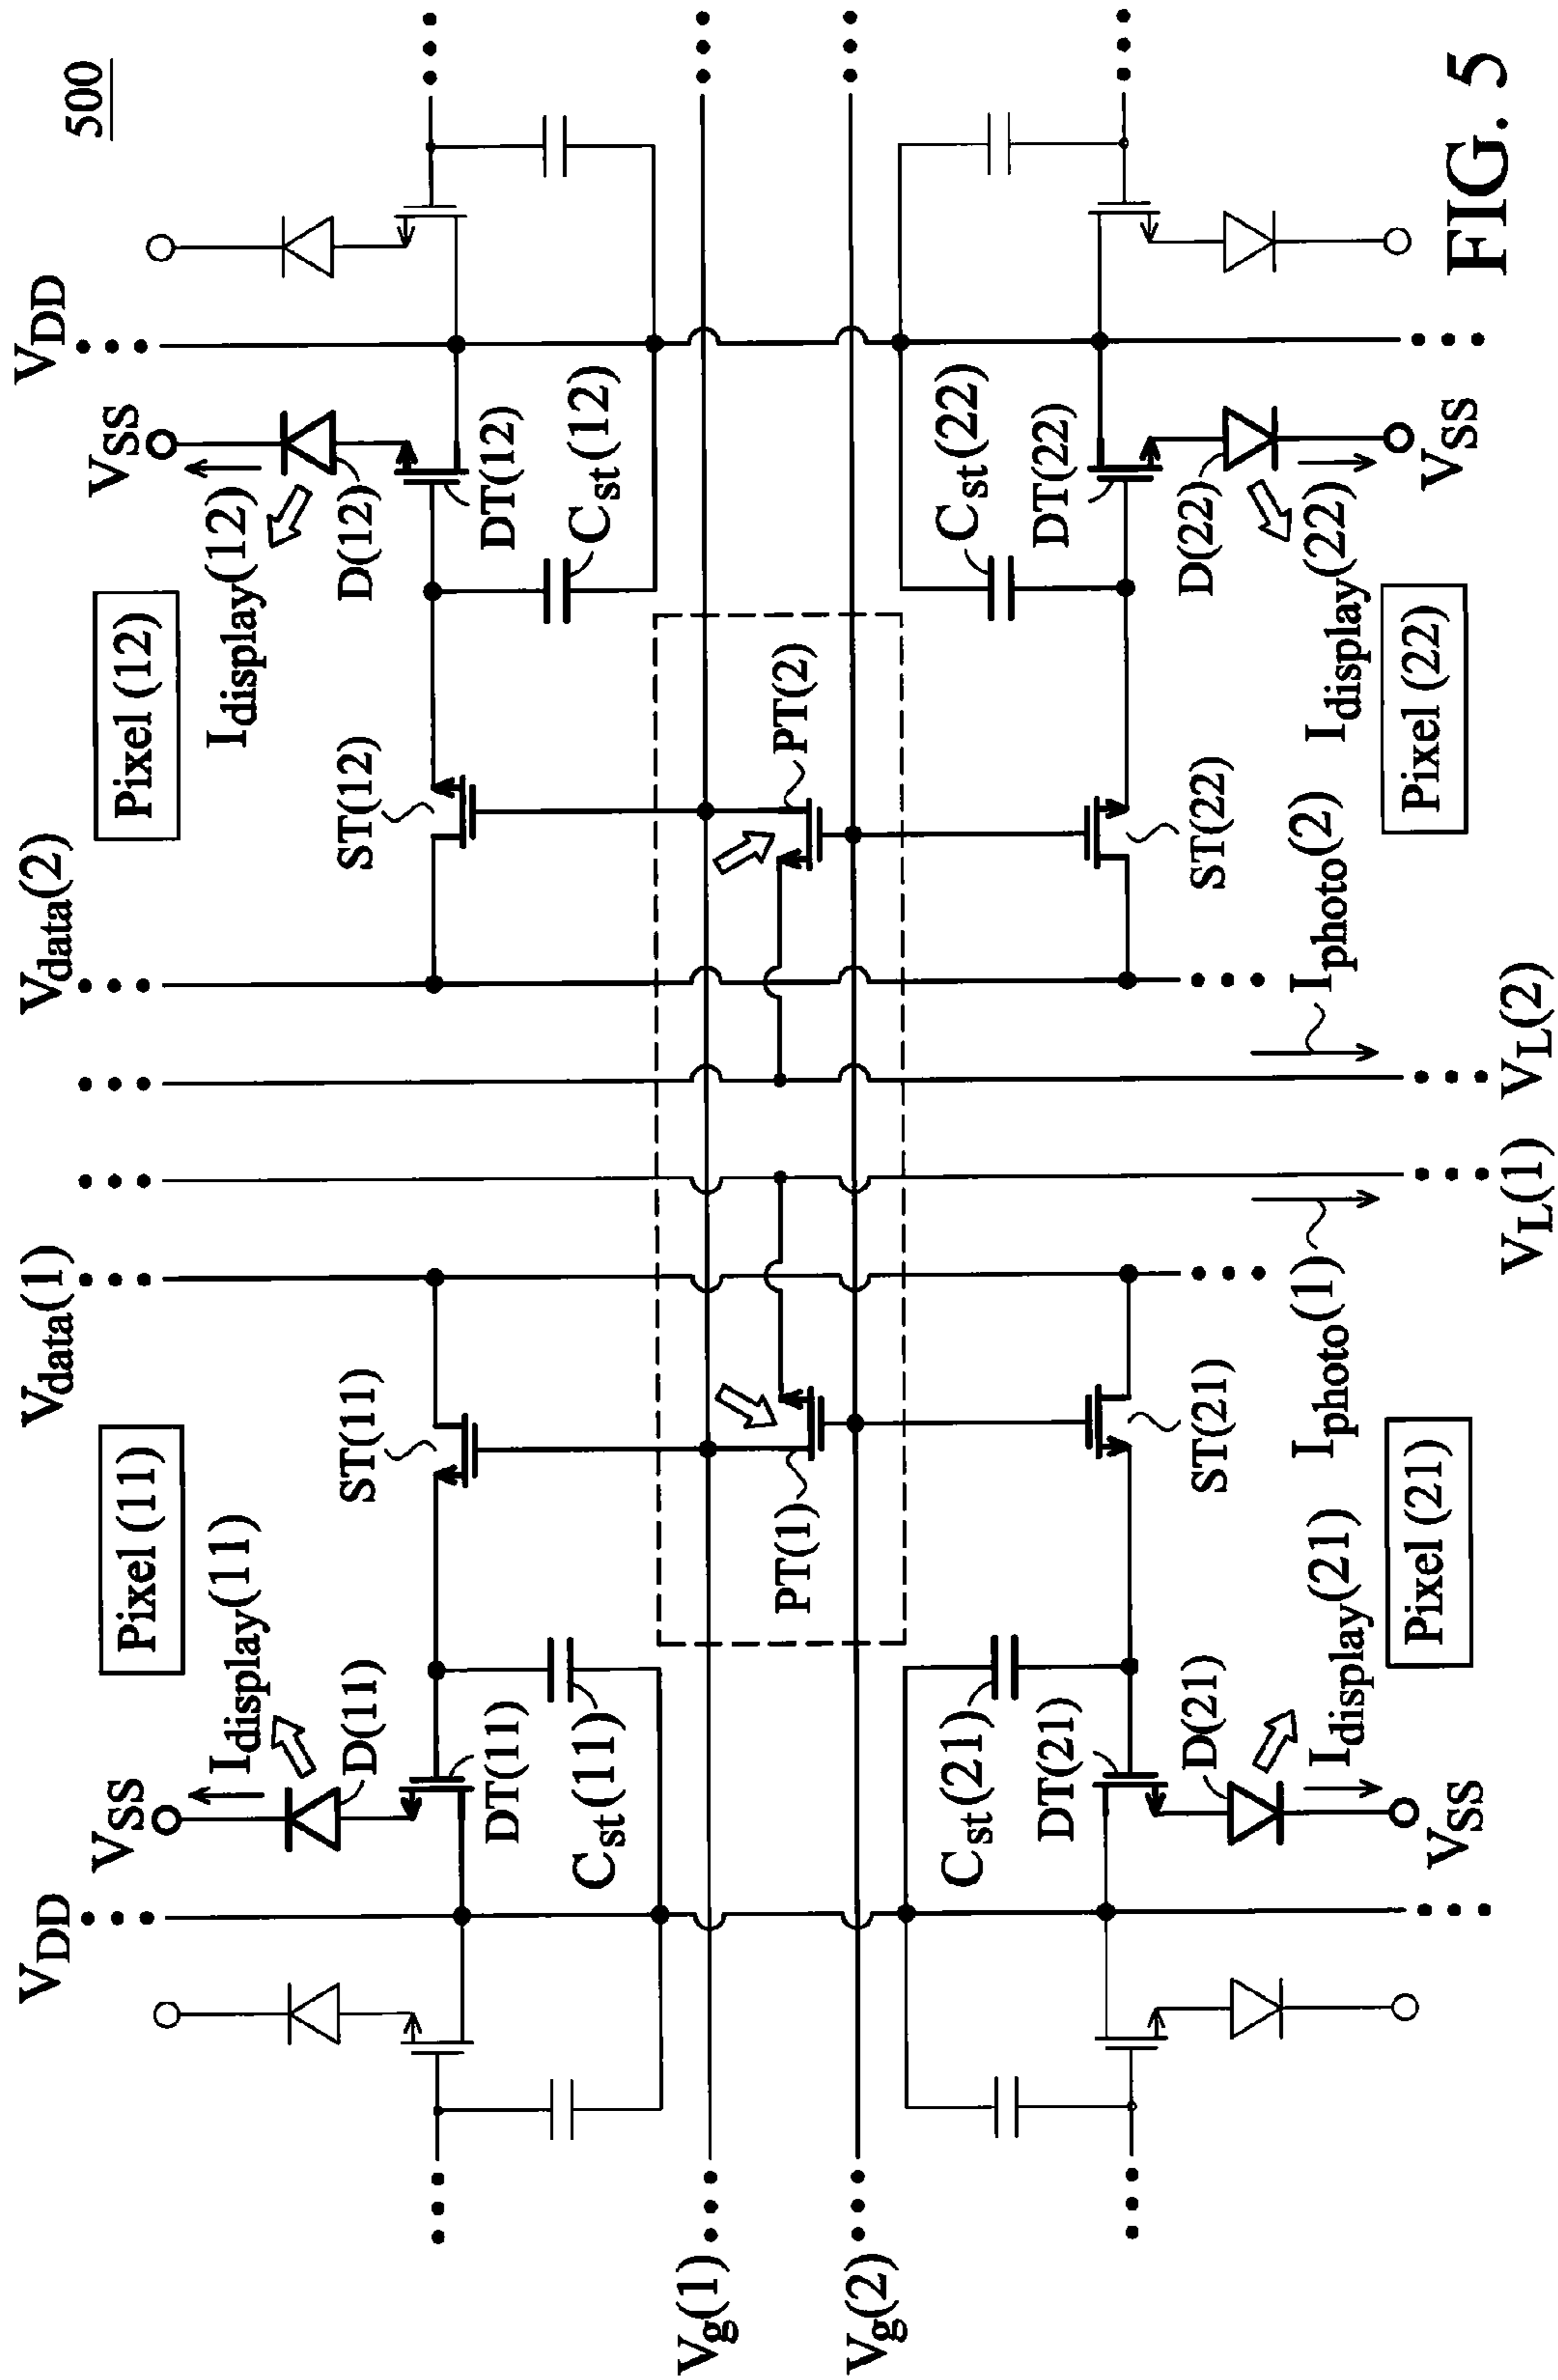 500
V_DD
V_SS
I_display(11)
D(11)
DT(11)
C_st(11)
Pixel (11)
ST(11)
V_data(1)
V_data(2)
Pixel (12)
ST(12)
I_display(12)
D(12)
DT(12)
C_st(12)
V_SS
V_DD
V_g(1)
V_g(2)
PT(1)
PT(2)
C_st(21)
DT(21)
D(21)
I_display(21)
V_SS
Pixel (21)
ST(21)
I_photo(1)
V_L(1)
V_L(2)
I_photo(2)
ST(22)
Pixel (22)
C_st(22)
DT(22)
D(22)
I_display(22)
V_SS
FIG. 5